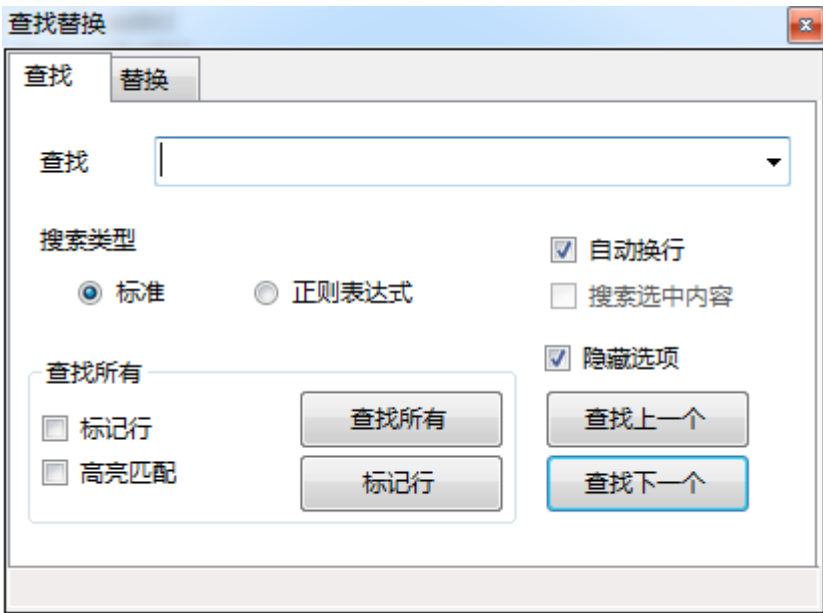 查找替换
查找 替换
查找
搜索类型
自动换行
标准 正则表达式
搜索选中内容
隐藏选项
查找所有
标记行 查找所有 查找上一个
高亮匹配 标记行 查找下一个